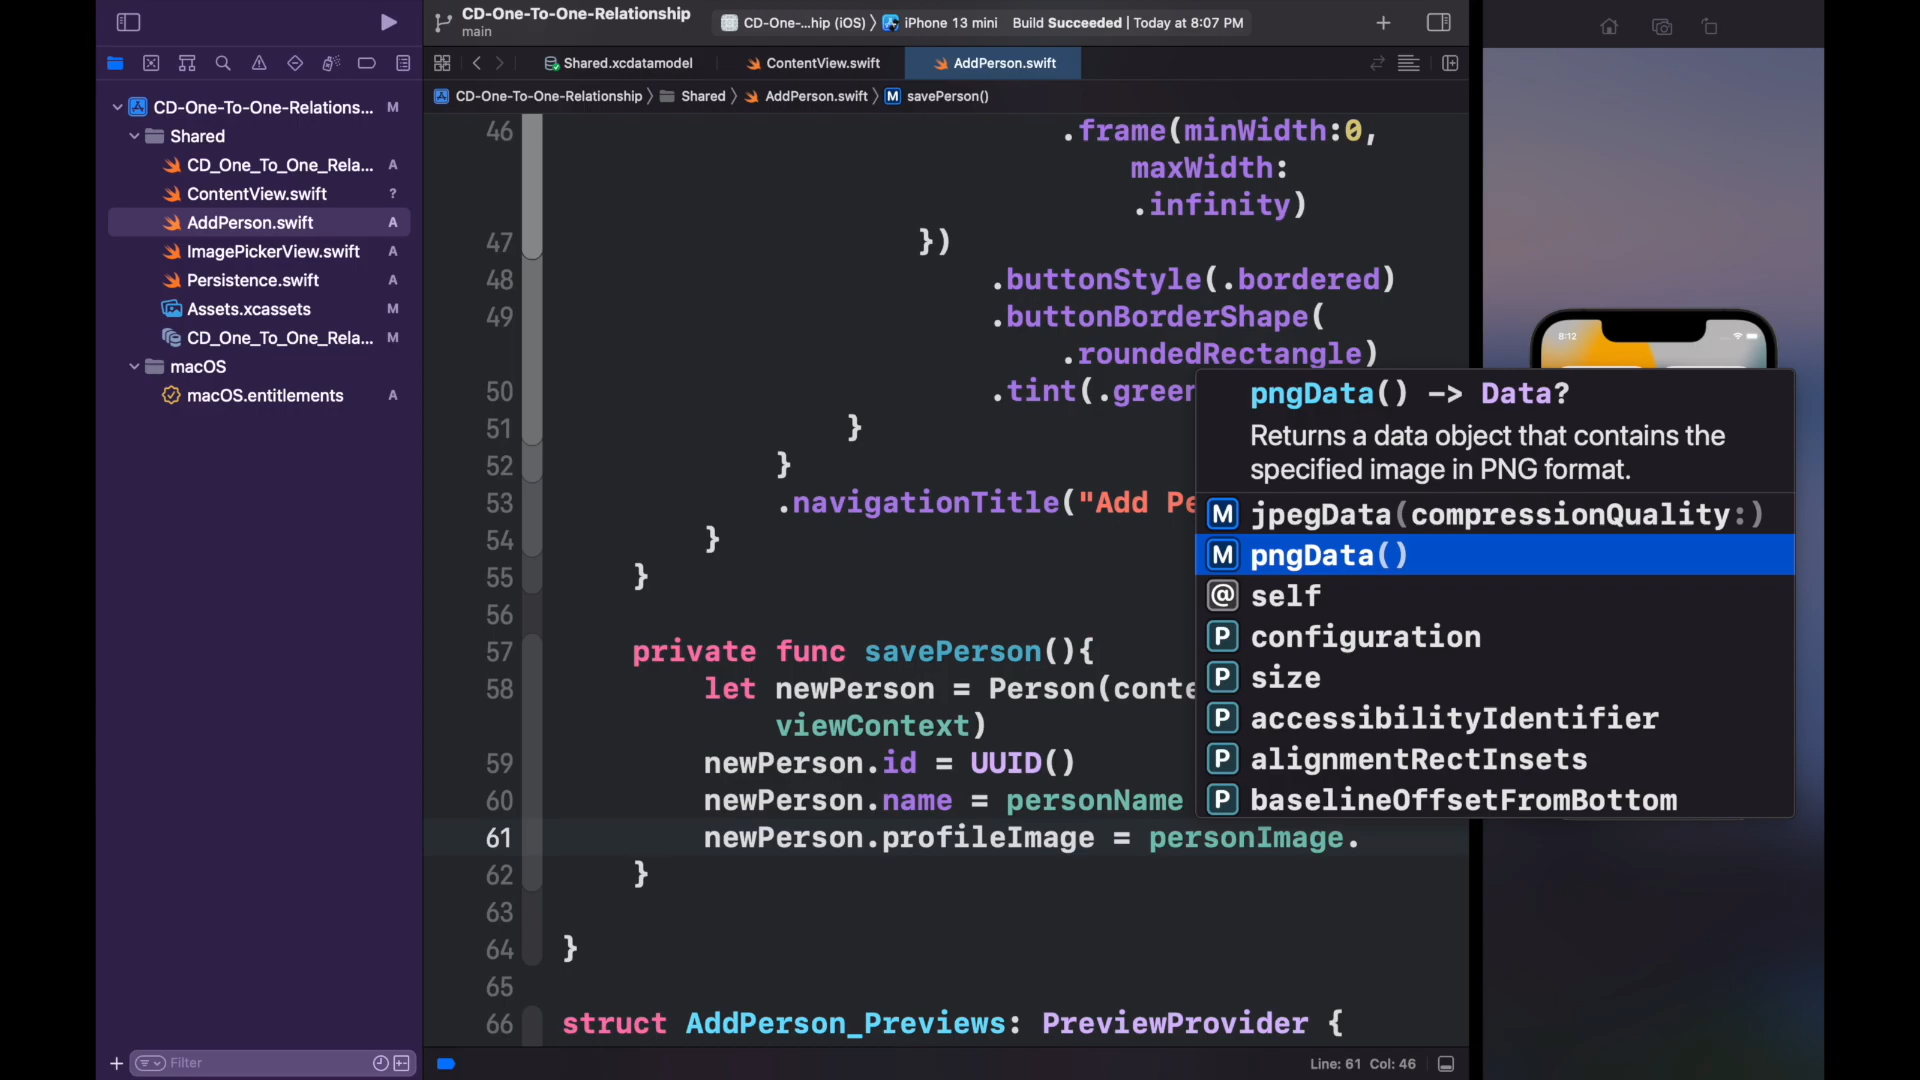 CD-One-To-One-Relationship
main
CD-One-...hip (iOS) 〉 iPhone 13 mini Build Succeeded | Today at 8:07 PM
Shared.xcdatamodel
ContentView.swift
AddPerson.swift
CD-One-To-One-Relationship 〉 Shared 〉 AddPerson.swift 〉 M savePerson()
CD-One-To-One-Relations... M
Shared
CD_One_To_One_Rela... A
ContentView.swift ?
AddPerson.swift A
ImagePickerView.swift A
Persistence.swift A
Assets.xcassets M
CD_One_To_One_Rela... M
macOS
macOS.entitlements A
Filter
46 .frame(minWidth:0,
maxWidth:
.infinity)
47 })
48 .buttonStyle(.bordered)
49 .buttonBorderShape(
.roundedRectangle)
50 .tint(.green
51 }
52 }
53 .navigationTitle("Add Pe
54 }
55 }
56
57 private func savePerson(){
58 let newPerson = Person(conte
viewContext)
59 newPerson.id = UUID()
60 newPerson.name = personName
61 newPerson.profileImage = personImage.
62 }
63
64 }
65
66 struct AddPerson_Previews: PreviewProvider {
pngData() -> Data?
Returns a data object that contains the
specified image in PNG format.
M jpegData(compressionQuality:)
M pngData()
@ self
P configuration
P size
P accessibilityIdentifier
P alignmentRectInsets
P baselineOffsetFromBottom
8:12
Line: 61 Col: 46